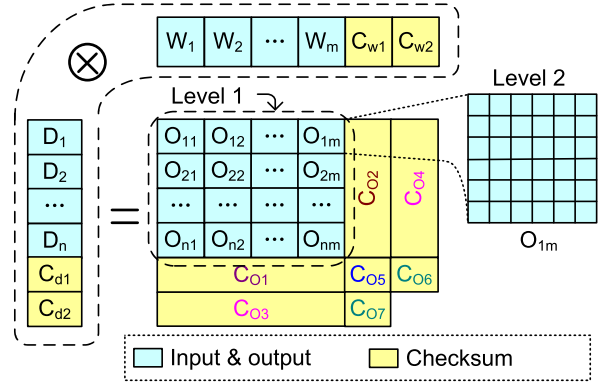 W1 W2 ... Wm Cw1 Cw2
Level 1
Level 2
D1
D2
...
Dn
Cd1
Cd2
O11 O12 ... O1m
O21 O22 ... O2m
... ... ... ...
On1 On2 ... Onm
CO2
CO4
CO1
CO5
CO6
CO3
CO7
O1m
Input & output
Checksum